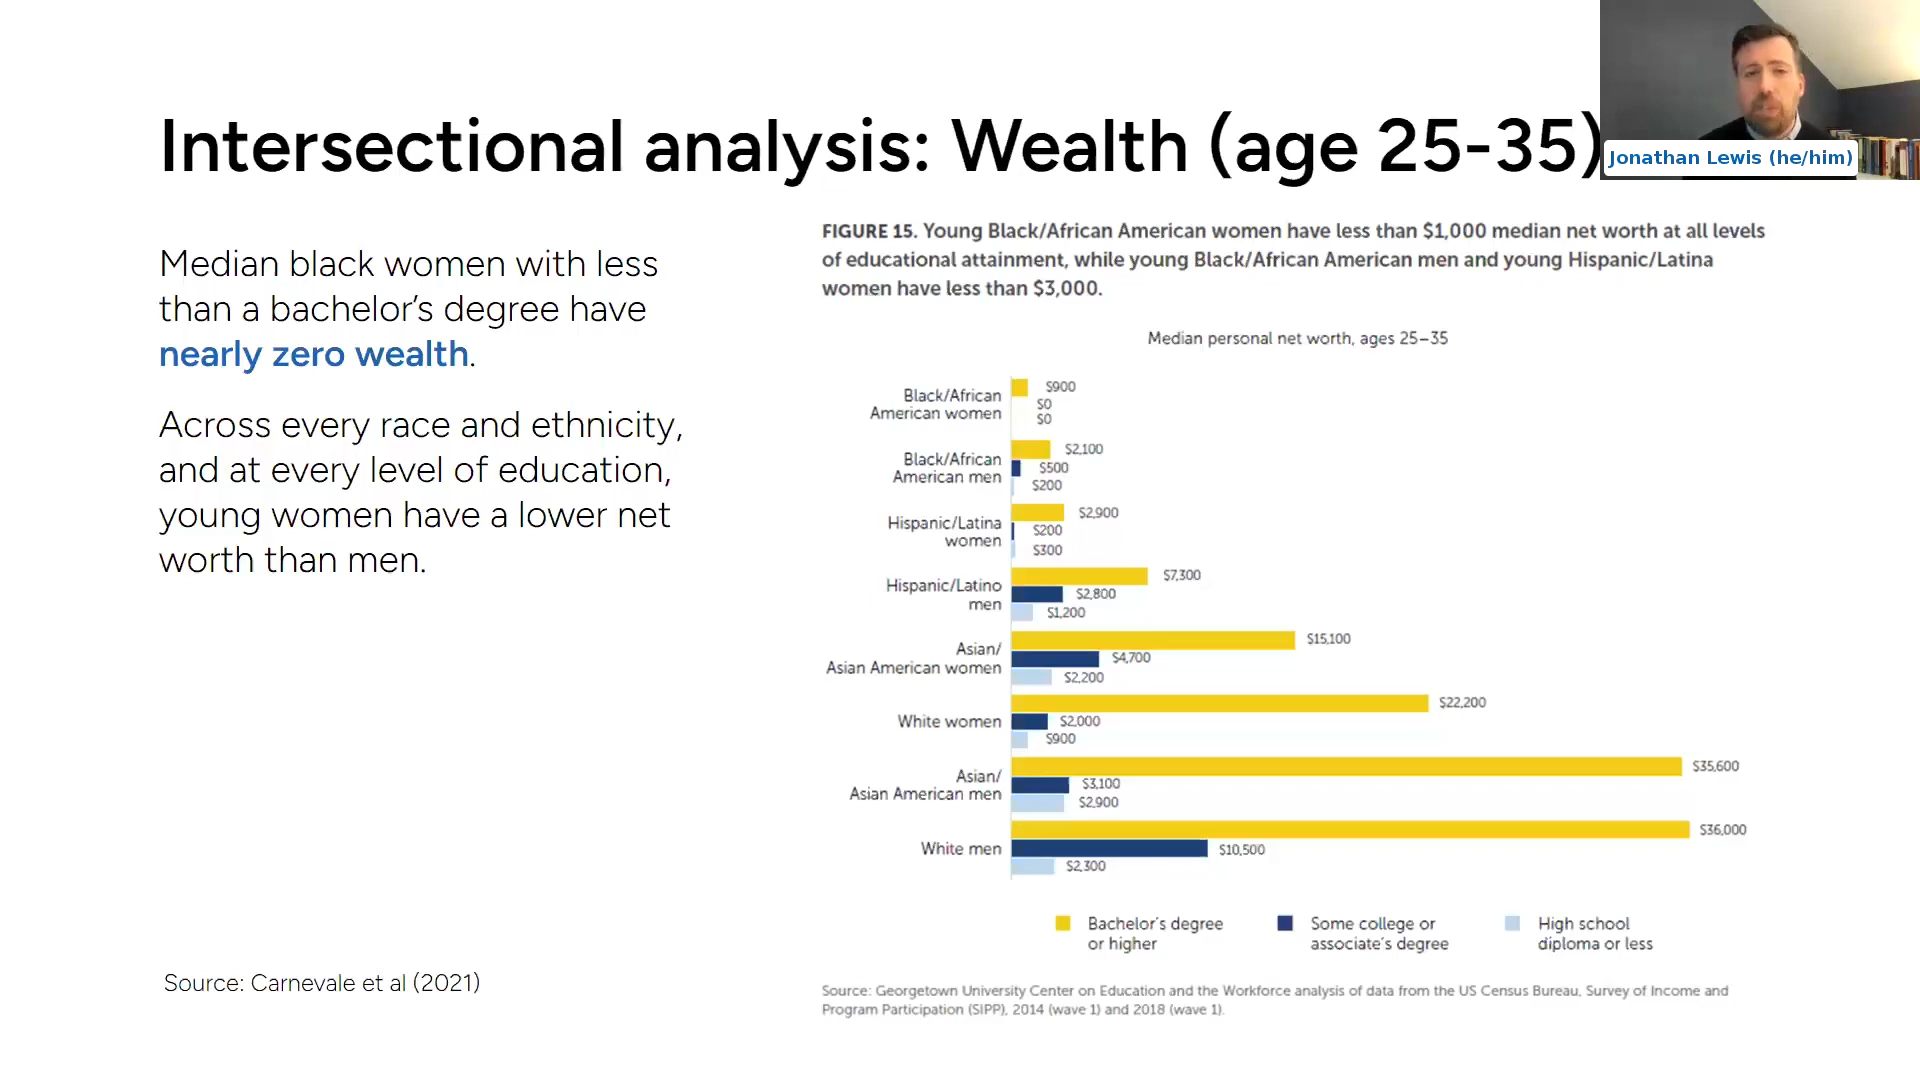 Intersectional analysis: Wealth (age 25-35)
Jonathan Lewis (he/him)
Median black women with less
than a bachelor’s degree have
nearly zero wealth.
Across every race and ethnicity,
and at every level of education,
young women have a lower net
worth than men.
Source: Carnevale et al (2021)
FIGURE 15. Young Black/African American women have less than $1,000 median net worth at all levels
of educational attainment, while young Black/African American men and young Hispanic/Latina
women have less than $3,000.
Median personal net worth, ages 25–35
Black/African
American women
$900
$0
$0
Black/African
American men
$2,100
$500
$200
Hispanic/Latina
women
$2,900
$200
$300
Hispanic/Latino
men
$7,300
$2,800
$1,200
Asian/
Asian American women
$15,100
$4,700
$2,200
White women
$22,200
$2,000
$900
Asian/
Asian American men
$35,600
$3,100
$2,900
White men
$36,000
$10,500
$2,300
Bachelor’s degree
or higher
Some college or
associate’s degree
High school
diploma or less
Source: Georgetown University Center on Education and the Workforce analysis of data from the US Census Bureau, Survey of Income and
Program Participation (SIPP), 2014 (wave 1) and 2018 (wave 1).